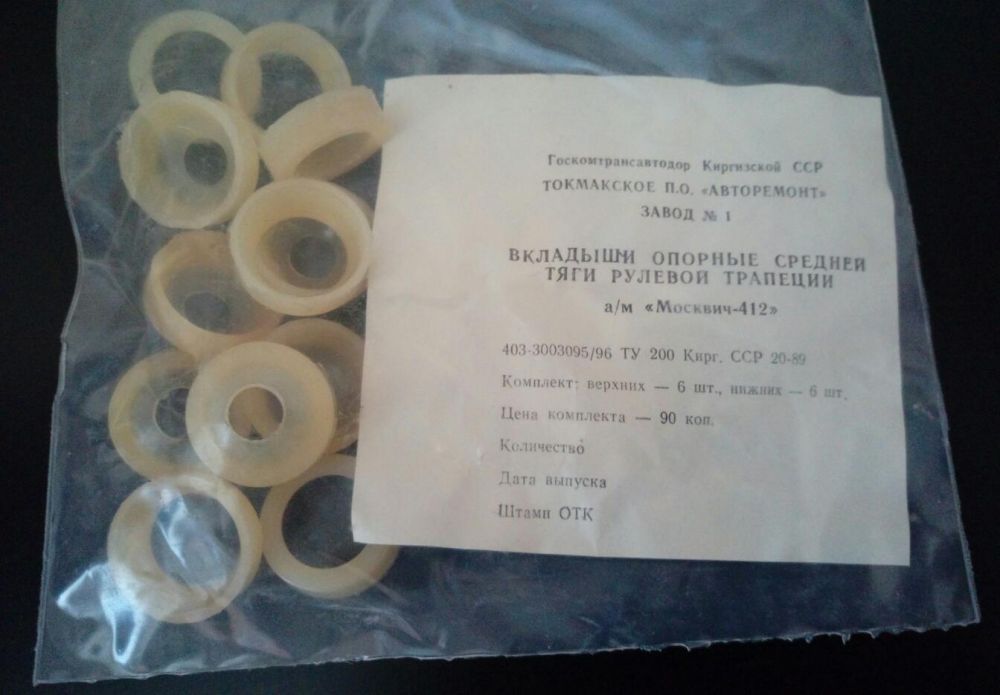 Госкомтрансавтодор Киргизской ССР
ТОКМАКСКОЕ П.О. «АВТОРЕМОНТ»
ЗАВОД № 1
ВКЛАДЫШИ ОПОРНЫЕ СРЕДНЕЙ
ТЯГИ РУЛЕВОЙ ТРАПЕЦИИ
а/м «Москвич-412»
403-3003095/96 ТУ 200 Кирг. ССР 20-89
Комплект: верхних — 6 шт., нижних — 6 шт.
Цена комплекта — 90 коп.
Количество
Дата выпуска
Штамп ОТК